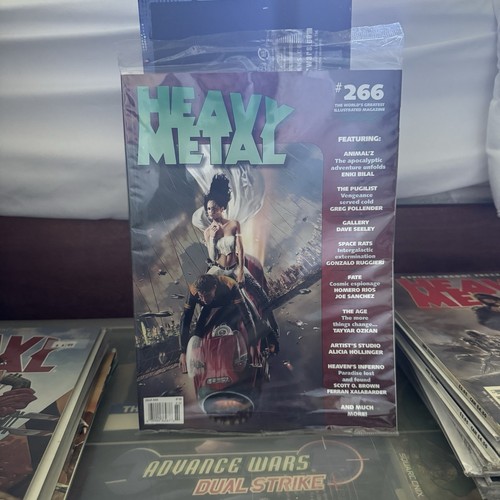 HEAVY
METAL
#266
THE WORLD'S GREATEST
ILLUSTRATED MAGAZINE
FEATURING:
ANIMAL'Z
The apocalyptic
adventure unfolds
ENKI BILAL
THE PUGILIST
Vengeance
served cold
GREG FOLLENDER
GALLERY
DAVE SEELEY
SPACE RATS
Intergalactic
extermination
GONZALO RUGGIERI
FATE
Cosmic espionage
HOMERO RIOS
JOE SANCHEZ
THE AGE
The more
things change...
TAYYAR OZKAN
ARTIST'S STUDIO
ALICIA HOLLINGER
HEAVEN'S INFERNO
Paradise lost
and found
SCOTT O. BROWN
FERRAN XALABARDER
AND MUCH
MORE!
ADVANCE WARS
DUAL STRIKE